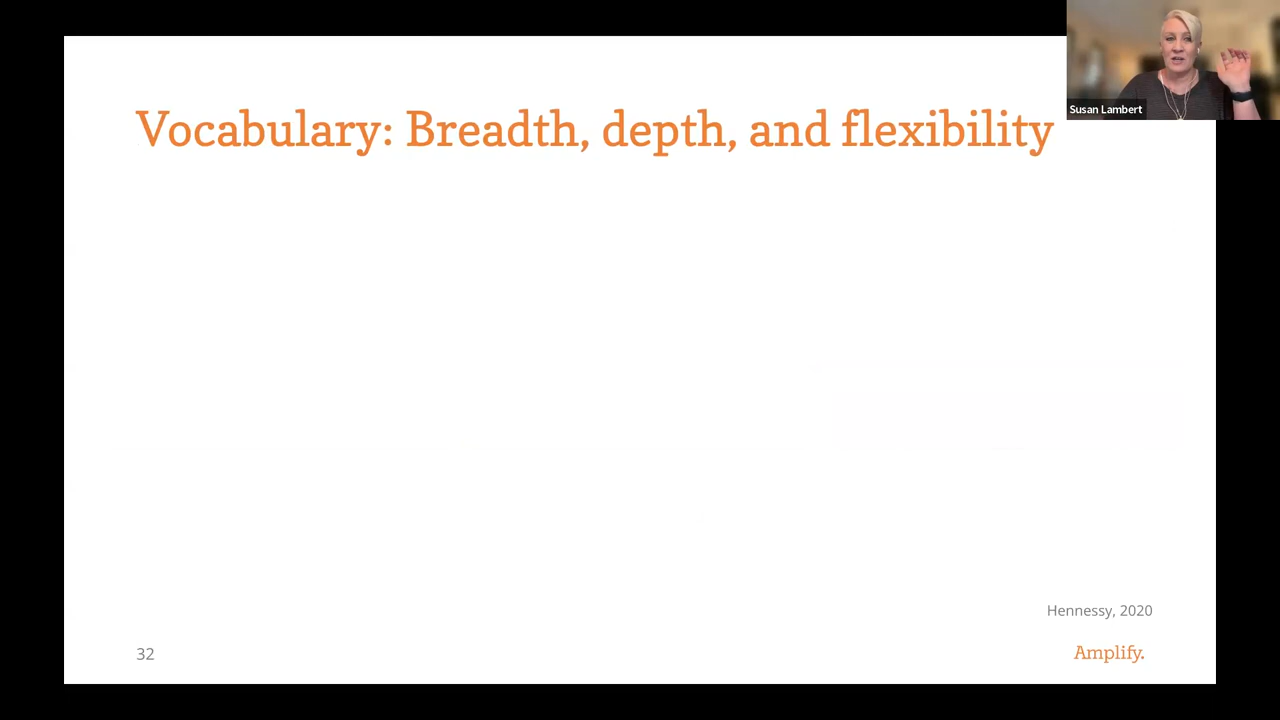 Vocabulary: Breadth, depth, and flexibility
Susan Lambert
Hennessy, 2020
32
Amplify.